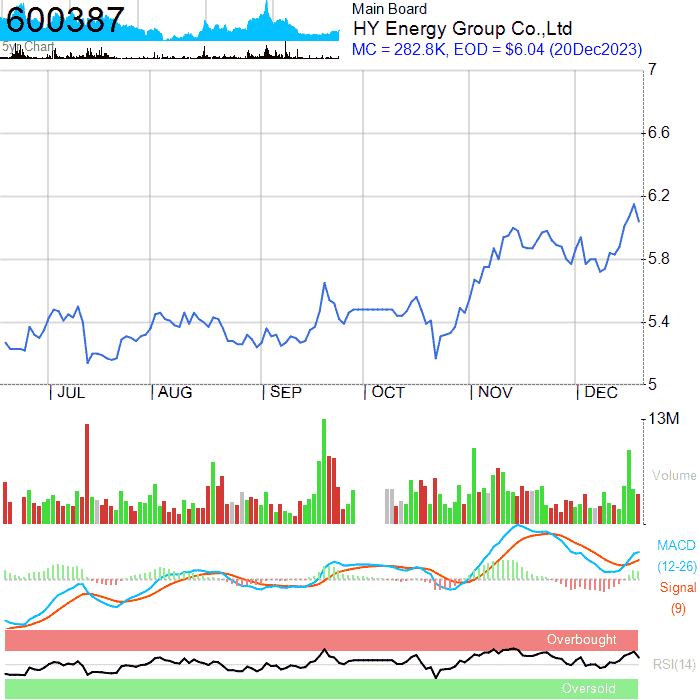 600387
5yr Chart
Main Board
HY Energy Group Co.,Ltd
MC = 282.8K, EOD = $6.04 (20Dec2023)
7
6.6
6.2
5.8
5.4
5
JUL AUG SEP OCT NOV DEC
13M
Volume
MACD
(12-26)
Signal
(9)
Overbought
RSI(14)
Oversold